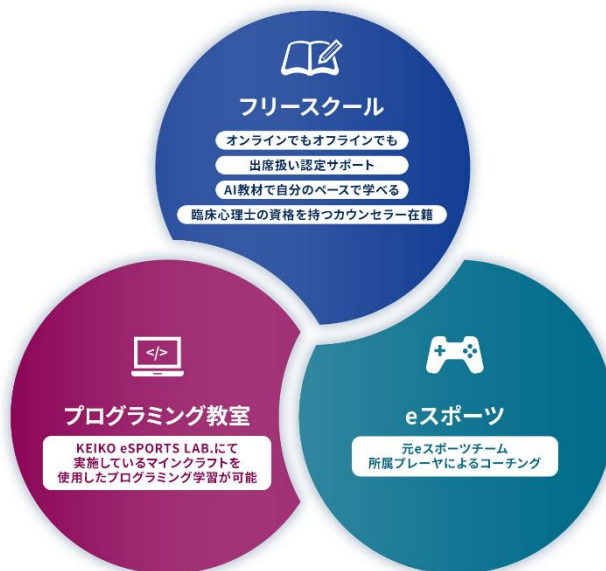 フリースクール
オンラインでもオフラインでも
出席扱い認定サポート
AI教材で自分のペースで学べる
臨床心理士の資格を持つカウンセラー在籍
</>
プログラミング教室
KEIKO eSPORTS LAB.にて
実施しているマインクラフトを
使用したプログラミング学習が可能
eスポーツ
元eスポーツチーム
所属プレーヤによるコーチング